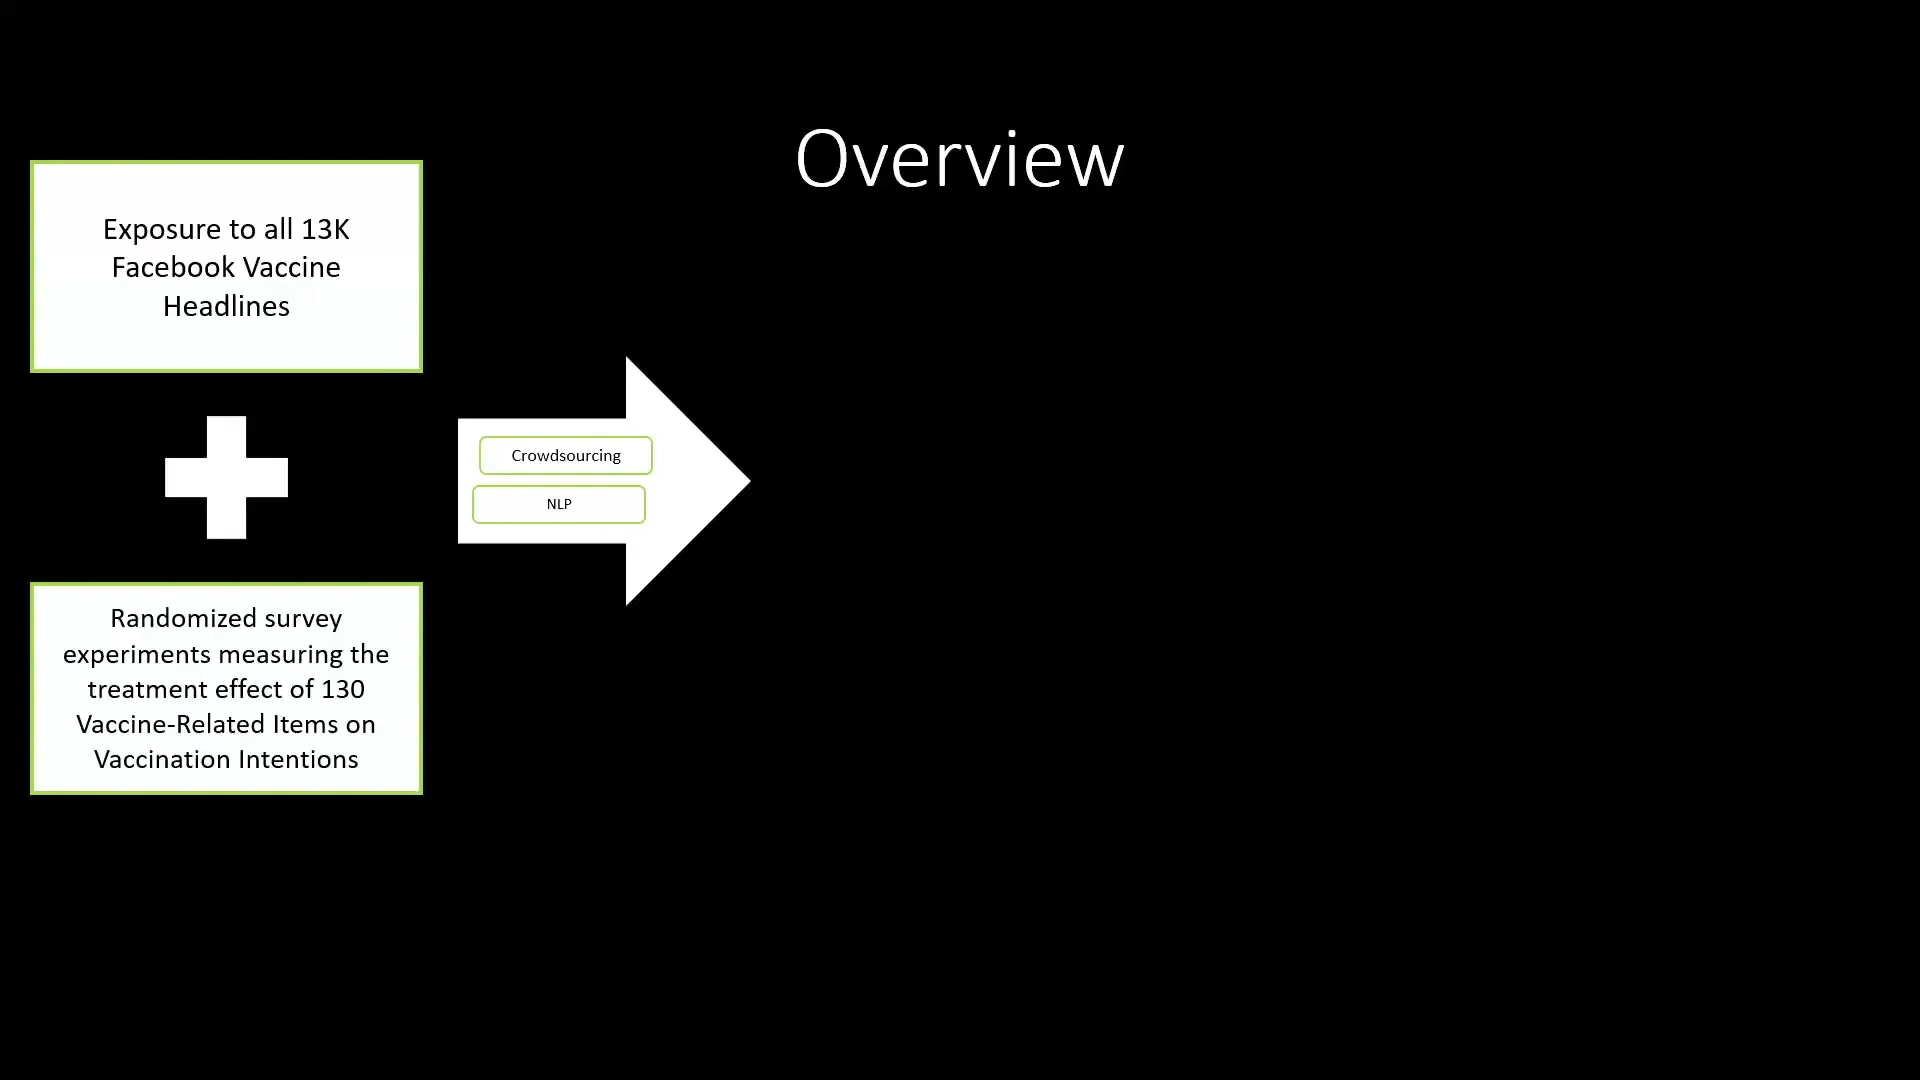 Overview
Exposure to all 13K
Facebook Vaccine
Headlines
Crowdsourcing
NLP
Randomized survey
experiments measuring the
treatment effect of 130
Vaccine-Related Items on
Vaccination Intentions